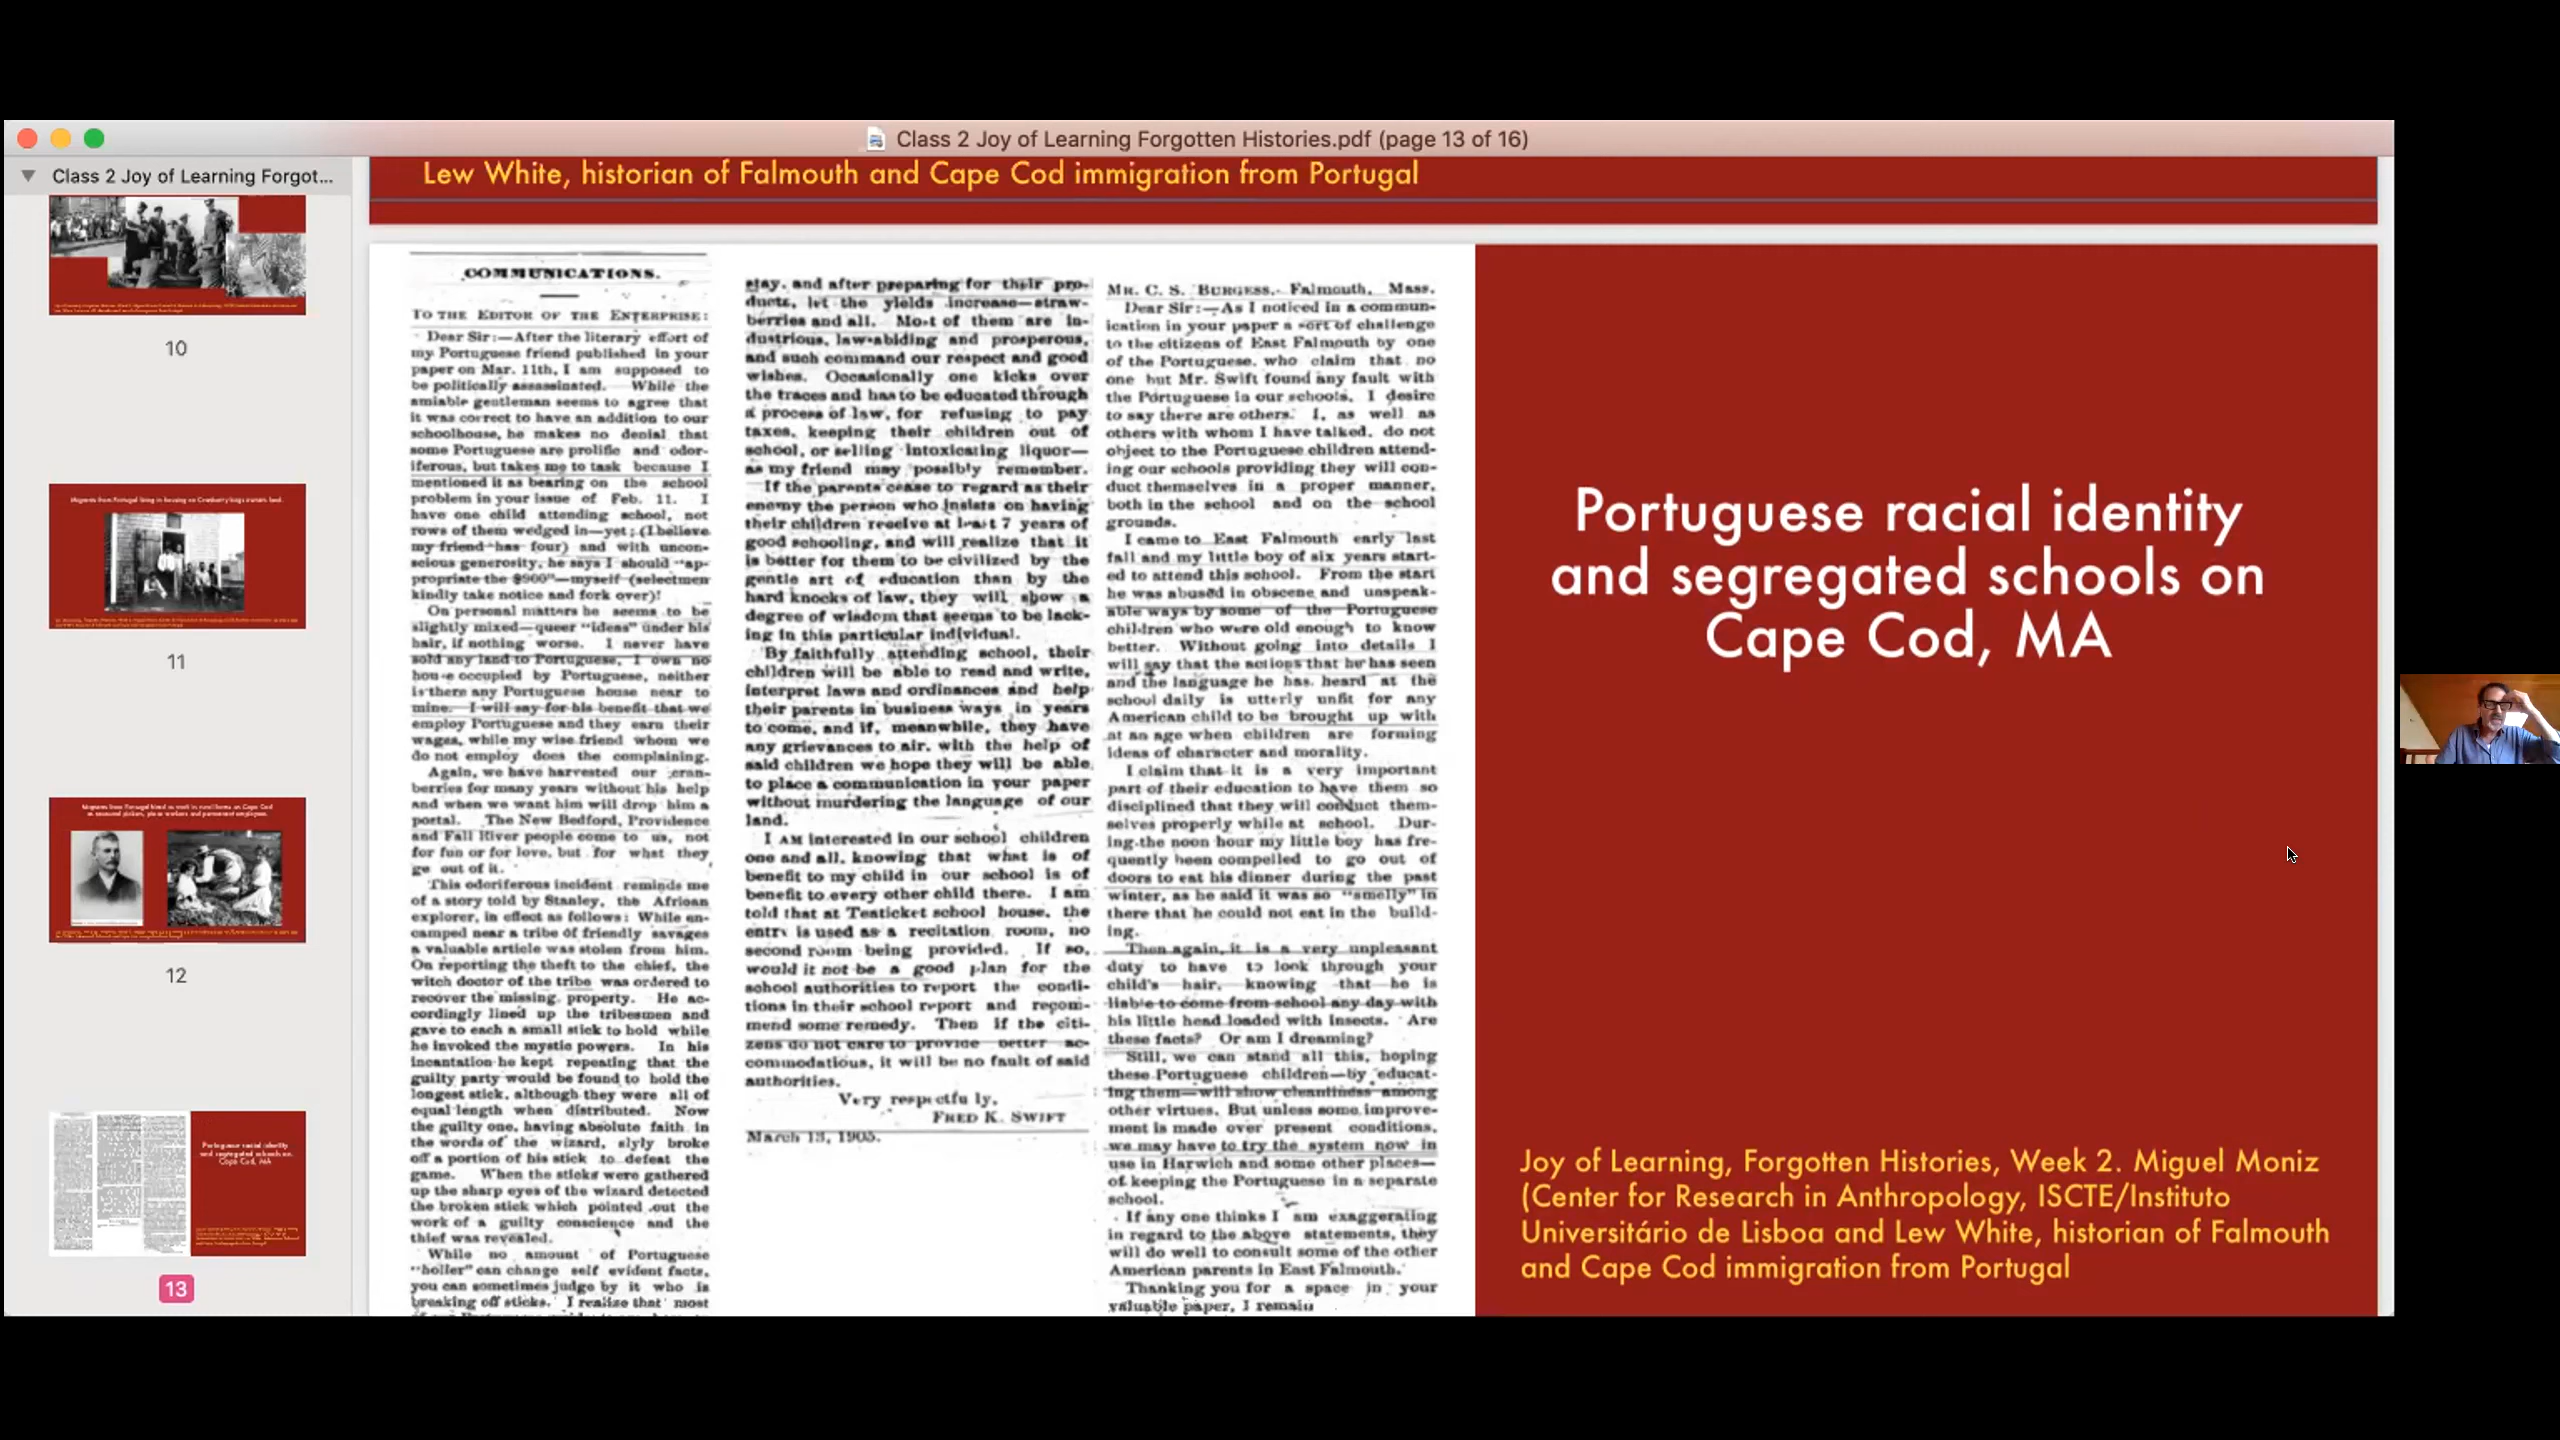 Class 2 Joy of Learning Forgotten Histories.pdf (page 13 of 16)
Class 2 Joy of Learning Forgot...
10
Migrants from Portugal living in housing on Cranberry bogs owners land.
11
Migrants from Portugal hired to work in rural farms on Cape Cod
12
Portuguese racial identity
and segregated schools on
Cape Cod, MA
13
Lew White, historian of Falmouth and Cape Cod immigration from Portugal
COMMUNICATIONS.
TO THE EDITOR OF THE ENTERPRISE:
Dear Sir:—After the literary effort of
my Portuguese friend published in your
paper on Mar. 11th, I am supposed to
be politically assassinated. While the
amiable gentleman seems to agree that
it was correct to have an addition to our
schoolhouse, he makes no denial that
some Portuguese are prolific and odor-
iferous, but takes me to task because I
mentioned it as bearing on the school
problem in your issue of Feb. 11. I
have one child attending school, not
rows of them wedged in—yet; (I believe
my friend has four) and with uncon-
scious generosity, he says I should "ap-
propriate the $900"—myself (selectmen
kindly take notice and fork over)!
On personal matters he seems to be
slightly mixed—queer "ideas" under his
hair, if nothing worse. I never have
sold any land to Portuguese, I own no
house occupied by Portuguese, neither
is there any Portuguese house near to
mine. I will say for his benefit that we
employ Portuguese and they earn their
wages, while my wise friend whom we
do not employ does the complaining.
Again, we have harvested our cran-
berries for many years without his help
and when we want him will drop him a
portal. The New Bedford, Providence
and Fall River people come to us, not
for fun or for love, but for what they
ge out of it.
This odoriferous incident reminds me
of a story told by Stanley, the African
explorer, in effect as follows: While en-
camped near a tribe of friendly savages
a valuable article was stolen from him.
On reporting the theft to the chief, the
witch doctor of the tribe was ordered to
recover the missing property. He ac-
cordingly lined up the tribesmen and
gave to each a small stick to hold while
he invoked the mystic powers. In his
incantation he kept repeating that the
guilty party would be found to hold the
longest stick, although they were all of
equal length when distributed. Now
the guilty one, having absolute faith in
the words of the wizard, slyly broke
off a portion of his stick to defeat the
game. When the sticks were gathered
up the sharp eyes of the wizard detected
the broken stick which pointed out the
work of a guilty conscience and the
thief was revealed.
While no amount of Portuguese
"holler" can change self evident facts,
you can sometimes judge by it who is
breaking off sticks. I realize that most
stay, and after preparing for their pro-
ducts, let the yields increase—straw-
berries and all. Most of them are in-
dustrious, law-abiding and prosperous,
and such command our respect and good
wishes. Occasionally one kicks over
the traces and has to be educated through
a process of law, for refusing to pay
taxes, keeping their children out of
school, or selling intoxicating liquor—
as my friend may possibly remember.
If the parents cease to regard as their
enemy the person who insists on having
their children receive at least 7 years of
good schooling, and will realize that it
is better for them to be civilized by the
gentle art of education than by the
hard knocks of law, they will show a
degree of wisdom that seems to be lack-
ing in this particular individual.
By faithfully attending school, their
children will be able to read and write,
interpret laws and ordinances and help
their parents in business ways in years
to come, and if, meanwhile, they have
any grievances to air, with the help of
said children we hope they will be able
to place a communication in your paper
without murdering the language of our
land.
I AM interested in our school children
one and all, knowing that what is of
benefit to my child in our school is of
benefit to every other child there. I am
told that at Teaticket school house, the
entry is used as a recitation room, no
second room being provided. If so,
would it not be a good plan for the
school authorities to report the condi-
tions in their school report and recom-
mend some remedy. Then if the citi-
zens do not care to provide better ac-
commodations, it will be no fault of said
authorities.
Very respectfu ly,
FRED K. SWIFT
March 13, 1905.
MR. C. S. BURGESS, Falmouth, Mass.
Dear Sir:—As I noticed in a commun-
ication in your paper a sort of challenge
to the citizens of East Falmouth by one
of the Portuguese, who claim that no
one but Mr. Swift found any fault with
the Portuguese in our schools, I desire
to say there are others. I, as well as
others with whom I have talked, do not
object to the Portuguese children attend-
ing our schools providing they will con-
duct themselves in a proper manner,
both in the school and on the school
grounds.
I came to East Falmouth early last
fall and my little boy of six years start-
ed to attend this school. From the start
he was abused in obscene and unspeak-
able ways by some of the Portuguese
children who were old enough to know
better. Without going into details I
will say that the actions that he has seen
and the language he has heard at the
school daily is utterly unfit for any
American child to be brought up with
at an age when children are forming
ideas of character and morality.
I claim that it is a very important
part of their education to have them so
disciplined that they will conduct them-
selves properly while at school. Dur-
ing the noon hour my little boy has fre-
quently been compelled to go out of
doors to eat his dinner during the past
winter, as he said it was so "smelly" in
there that he could not eat in the build-
ing.
Then again, it is a very unpleasant
duty to have to look through your
child's hair, knowing that he is
liable to come from school any day with
his little head loaded with insects. Are
these facts? Or am I dreaming?
Still, we can stand all this, hoping
these Portuguese children—by educat-
ing them—will show cleanliness among
other virtues. But unless some improve-
ment is made over present conditions,
we may have to try the system now in
use in Harwich and some other places—
of keeping the Portuguese in a separate
school.
If any one thinks I am exaggerating
in regard to the above statements, they
will do well to consult some of the other
American parents in East Falmouth.
Thanking you for a space in your
valuable paper, I remain
Portuguese racial identity
and segregated schools on
Cape Cod, MA
Joy of Learning, Forgotten Histories, Week 2. Miguel Moniz
(Center for Research in Anthropology, ISCTE/Instituto
Universitário de Lisboa and Lew White, historian of Falmouth
and Cape Cod immigration from Portugal